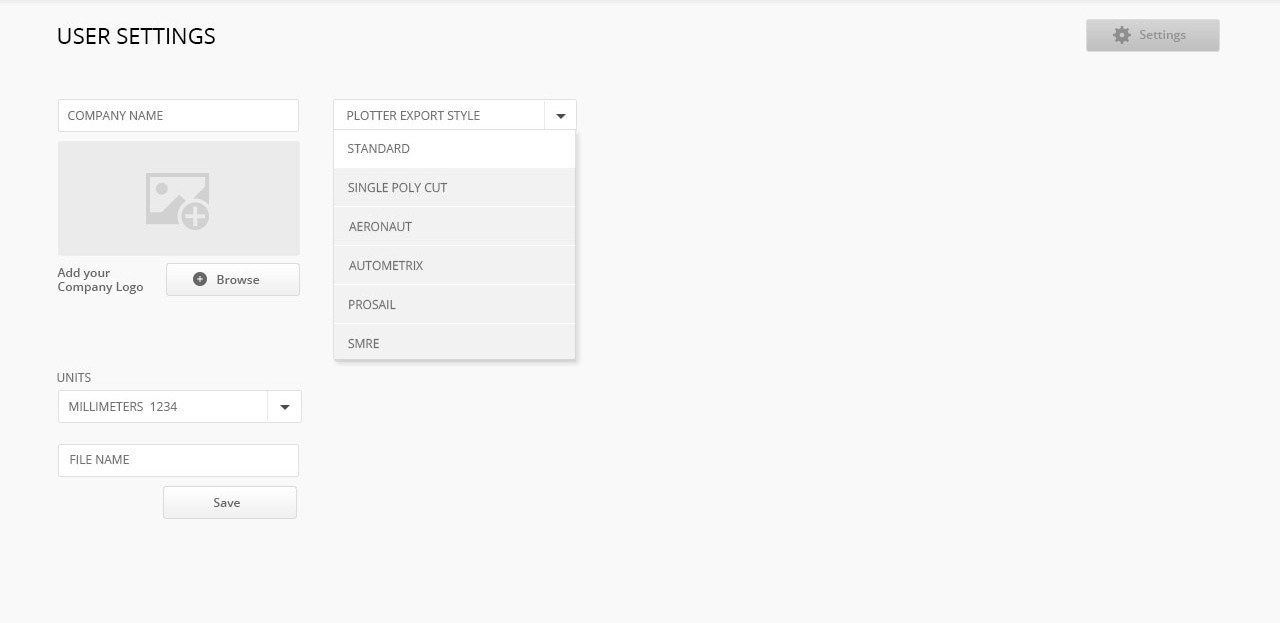 USER SETTINGS
Settings
COMPANY NAME
Add your
Company Logo
Browse
PLOTTER EXPORT STYLE
STANDARD
SINGLE POLY CUT
AERONAUT
AUTOMETRIX
PROSAIL
SMRE
UNITS
MILLIMETERS 1234
FILE NAME
Save